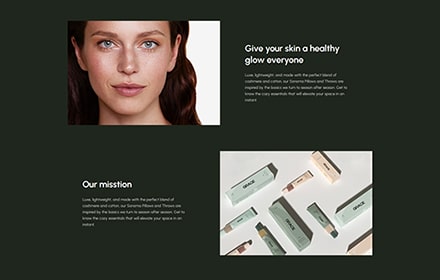 Give your skin a healthy
glow everyone
Luxe, lightweight, and made with the perfect blend of
cashmere and cotton, our Sonoma Pillows and Throws are
inspired by the basics we turn to season after season. Get to
know the cozy essentials that will elevate your space in an
instant
Our misstion
Luxe, lightweight, and made with the perfect blend of
cashmere and cotton, our Sonoma Pillows and Throws are
inspired by the basics we turn to season after season. Get to
know the cozy essentials that will elevate your space in an
instant
GRACE
GRACE
GRACE